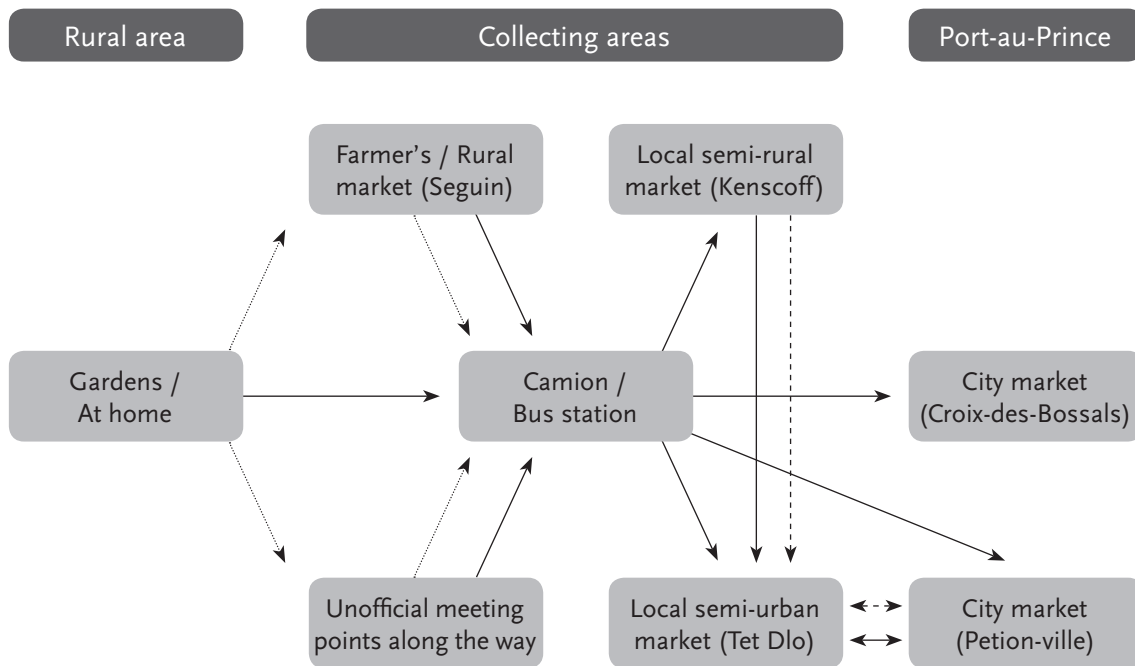 Rural area
Collecting areas
Port-au-Prince
Farmer's / Rural
market (Seguin)
Local semi-rural
market (Kenscoff)
Gardens /
At home
Camion /
Bus station
City market
(Croix-des-Bossals)
Unofficial meeting
points along the way
Local semi-urban
market (Tet Dlo)
City market
(Petion-ville)